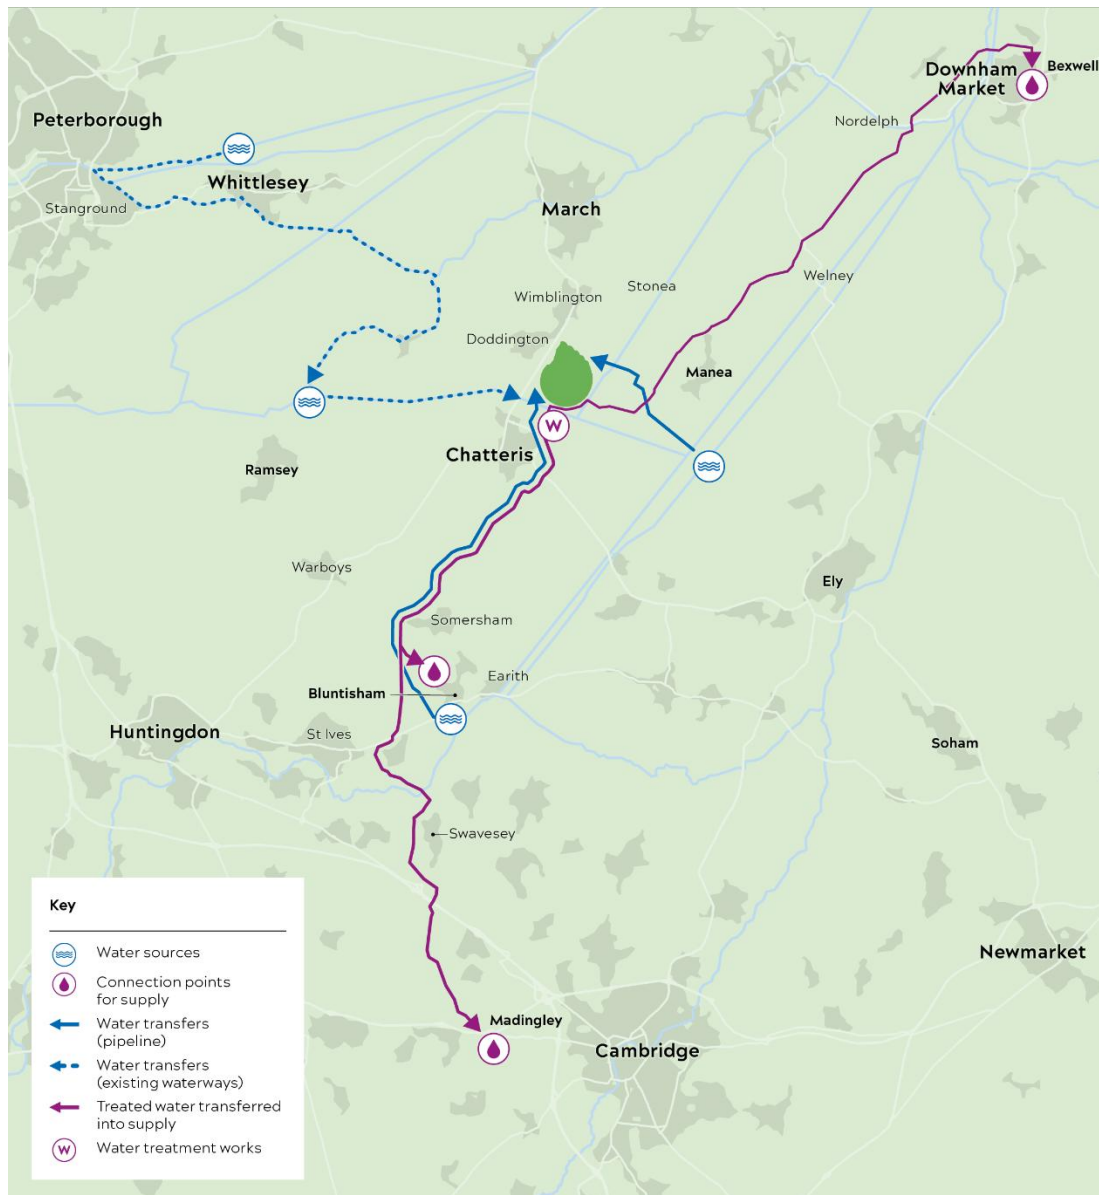 Downham
Market
Bexwell
Peterborough
Nordelph
Whittlesey
Stanground
March
Welney
Stonea
Wimblington
Doddington
Manea
Chatteris
W
Ramsey
Warboys
Ely
Somersham
Earith
Bluntisham
Huntingdon
St Ives
Soham
Swavesey
Newmarket
Madingley
Cambridge
Key
Water sources
Connection points
for supply
Water transfers
(pipeline)
Water transfers
(existing waterways)
Treated water transferred
into supply
W
Water treatment works